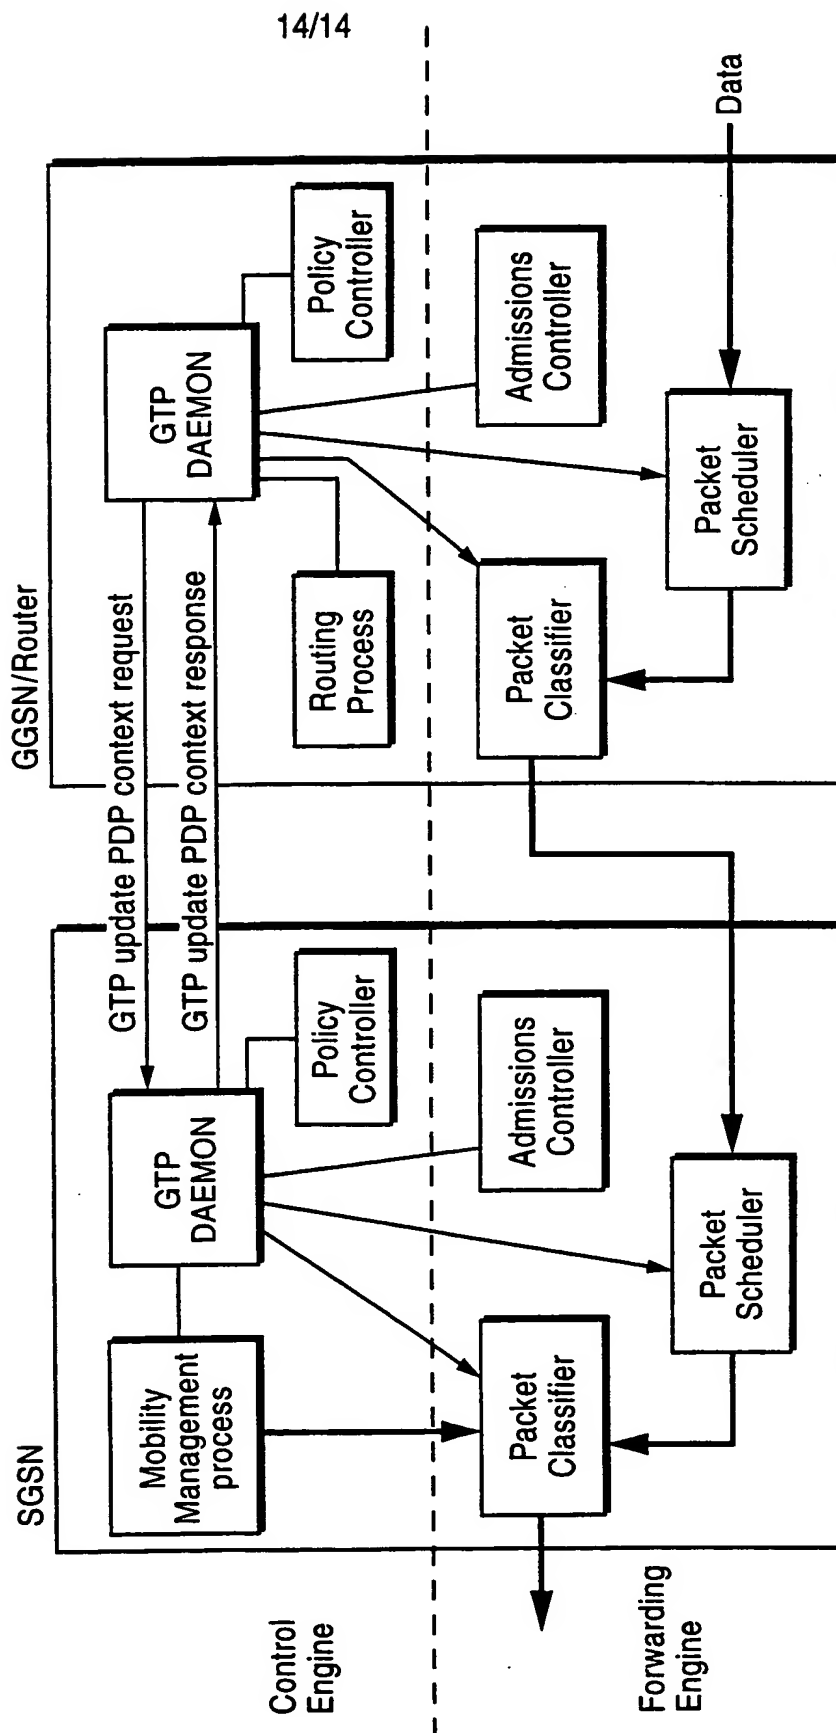 14/14
SGSN
GGSN/Router
Control
Engine
Mobility
Management
process
GTP
DAEMON
Policy
Controller
GTP update PDP context request
GTP update PDP context response
GTP
DAEMON
Routing
Process
Policy
Controller
Forwarding
Engine
Packet
Classifier
Admissions
Controller
Packet
Scheduler
Packet
Classifier
Admissions
Controller
Packet
Scheduler
Data